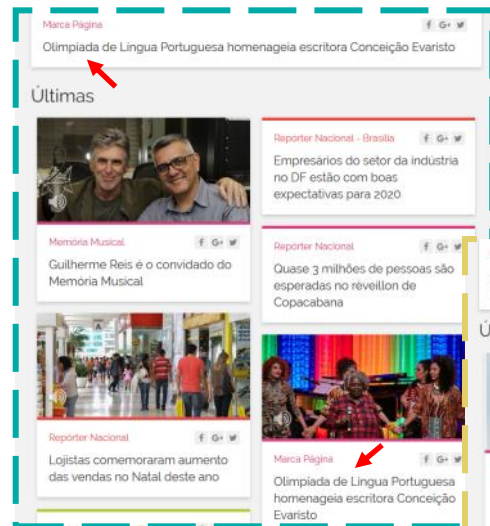 Marca Página
f G+
Olimpíada de Língua Portuguesa homenageia escritora Conceição Evaristo
Últimas
Memória Musical
f G+
Guilherme Reis é o convidado do
Memória Musical
Repórter Nacional
f G+
Lojistas comemoraram aumento
das vendas no Natal deste ano
Repórter Nacional - Brasília
f G+
Empresários do setor da indústria
no DF estão com boas
expectativas para 2020
Repórter Nacional
f G+
Quase 3 milhões de pessoas são
esperadas no réveillon de
Copacabana
Marca Página
f G+
Olimpíada de Língua Portuguesa
homenageia escritora Conceição
Evaristo
Ú